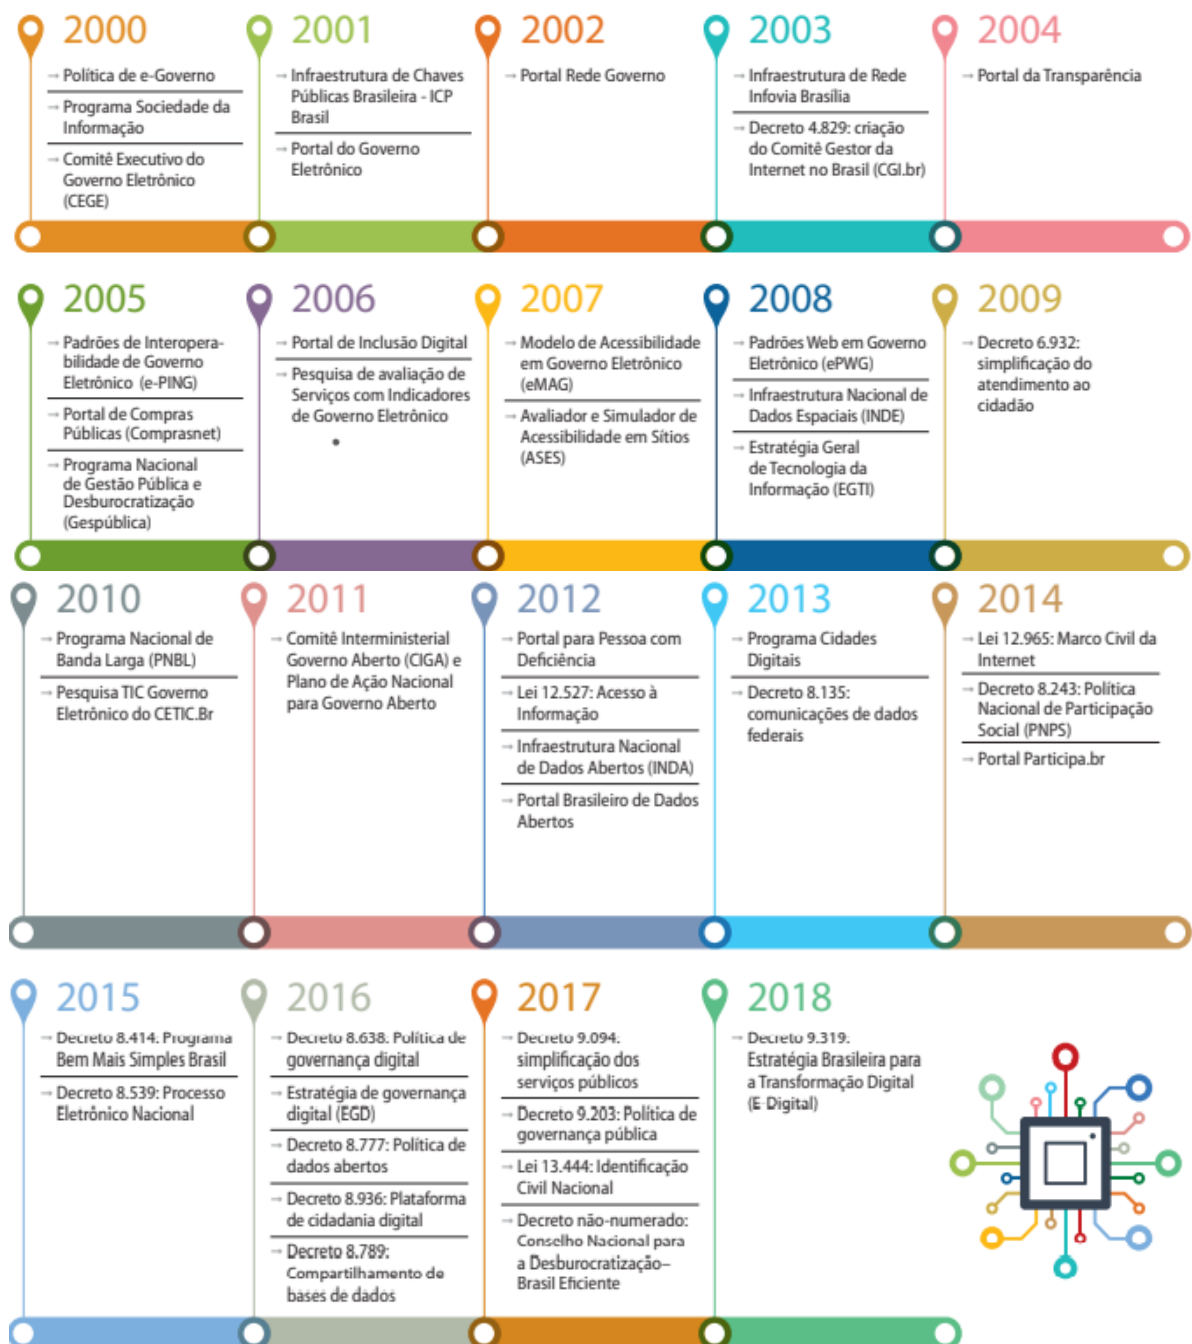 2000
→ Política de e-Governo
→ Programa Sociedade da
Informação
→ Comitê Executivo do
Governo Eletrônico
(CEGE)
2001
→ Infraestrutura de Chaves
Públicas Brasileira - ICP
Brasil
→ Portal do Governo
Eletrônico
2002
→ Portal Rede Governo
2003
→ Infraestrutura de Rede
Infovia Brasília
→ Decreto 4.829: criação
do Comitê Gestor da
Internet no Brasil (CGI.br)
2004
→ Portal da Transparência
2005
→ Padrões de Interopera-
bilidade de Governo
Eletrônico (e-PING)
→ Portal de Compras
Públicas (Comprasnet)
→ Programa Nacional
de Gestão Pública e
Desburocratização
(Gespública)
2006
→ Portal de Inclusão Digital
→ Pesquisa de avaliação de
Serviços com Indicadores
de Governo Eletrônico
2007
→ Modelo de Acessibilidade
em Governo Eletrônico
(eMAG)
→ Avaliador e Simulador de
Acessibilidade em Sítios
(ASES)
2008
→ Padrões Web em Governo
Eletrônico (ePWG)
→ Infraestrutura Nacional de
Dados Espaciais (INDE)
→ Estratégia Geral
de Tecnologia da
Informação (EGTI)
2009
→ Decreto 6.932:
simplificação do
atendimento ao
cidadão
2010
→ Programa Nacional de
Banda Larga (PNBL)
→ Pesquisa TIC Governo
Eletrônico do CETIC.Br
2011
→ Comitê Interministerial
Governo Aberto (CIGA) e
Plano de Ação Nacional
para Governo Aberto
2012
→ Portal para Pessoa com
Deficiência
→ Lei 12.527: Acesso à
Informação
→ Infraestrutura Nacional
de Dados Abertos (INDA)
→ Portal Brasileiro de Dados
Abertos
2013
→ Programa Cidades
Digitais
→ Decreto 8.135:
comunicações de dados
federais
2014
→ Lei 12.965: Marco Civil da
Internet
→ Decreto 8.243: Política
Nacional de Participação
Social (PNPS)
→ Portal Participa.br
2015
→ Decreto 8.414: Programa
Bem Mais Simples Brasil
→ Decreto 8.539: Processo
Eletrônico Nacional
2016
→ Decreto 8.638: Política de
governança digital
→ Estratégia de governança
digital (EGD)
→ Decreto 8.777: Política de
dados abertos
→ Decreto 8.936: Plataforma
de cidadania digital
→ Decreto 8.789:
Compartilhamento de
bases de dados
2017
→ Decreto 9.094:
simplificação dos
serviços públicos
→ Decreto 9.203: Política de
governança pública
→ Lei 13.444: Identificação
Civil Nacional
→ Decreto não-numerado:
Conselho Nacional para
a Desburocratização–
Brasil Eficiente
2018
→ Decreto 9.319:
Estratégia Brasileira para
a Transformação Digital
(E-Digital)